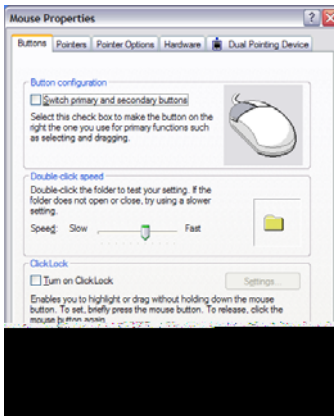 Mouse Properties
Buttons Pointers Pointer Options Hardware Dual Pointing Device
Button configuration
Switch primary and secondary buttons
Select this check box to make the button on the
right the one you use for primary functions such
as selecting and dragging.
Double-click speed
Double-click the folder to test your setting. If the
folder does not open or close, try using a slower
setting.
Speed: Slow Fast
ClickLock
Turn on ClickLock Settings...
Enables you to highlight or drag without holding down the mouse
button. To set, briefly press the mouse button. To release, click the
mouse button again.